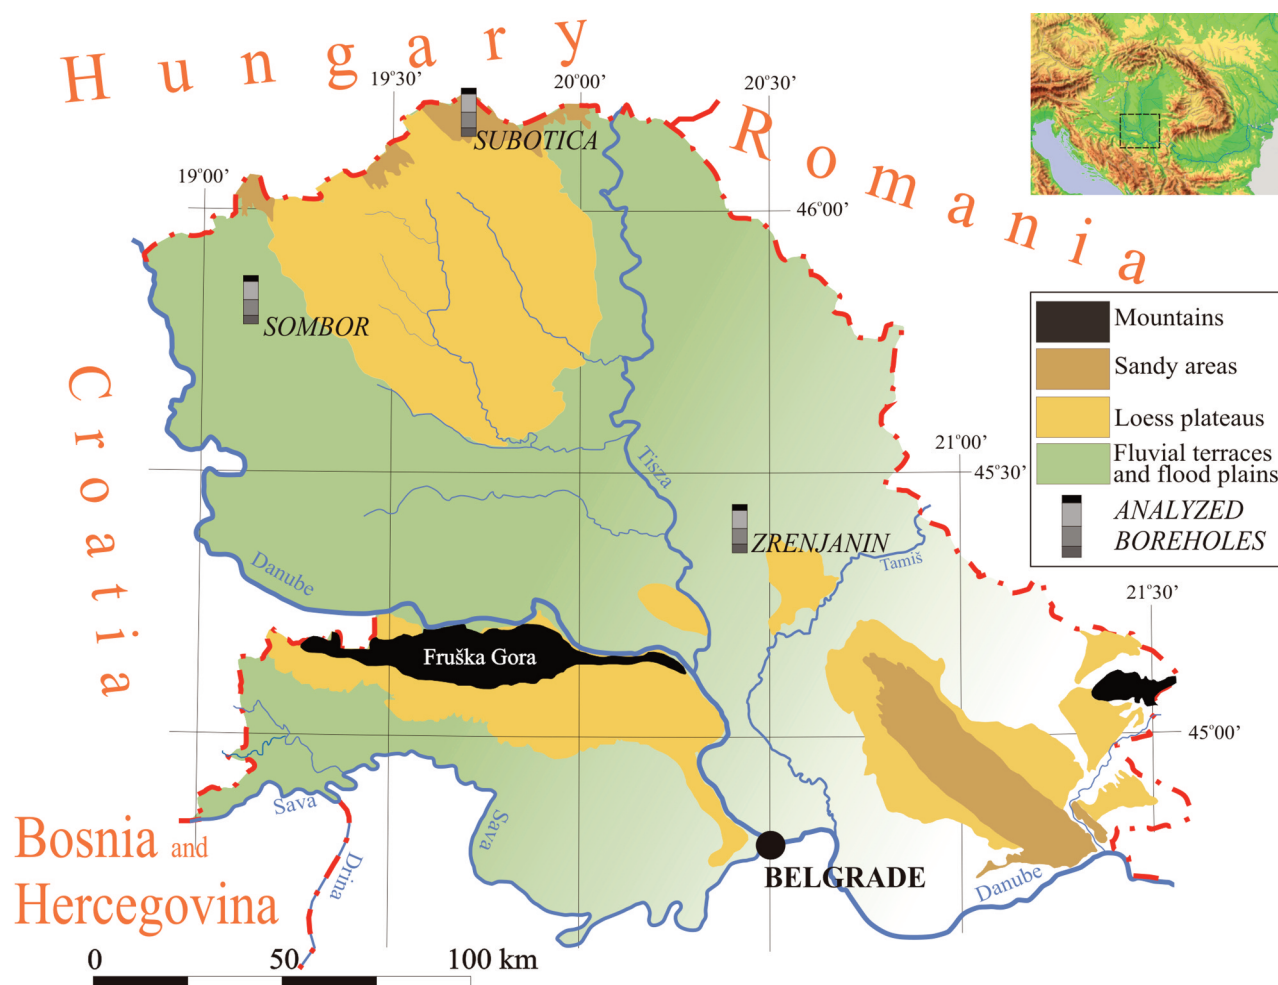 Hungary
Romania
Croatia
Bosnia and
Hercegovina
19°00'
19°30'
20°00'
20°30'
46°00'
21°00'
45°30'
21°30'
45°00'
SUBOTICA
SOMBOR
ZRENJANIN
BELGRADE
Fruška Gora
Tisza
Tamiš
Danube
Danube
Sava
Sava
Drina
Mountains
Sandy areas
Loess plateaus
Fluvial terraces
and flood plains
ANALYZED
BOREHOLES
0 50 100 km